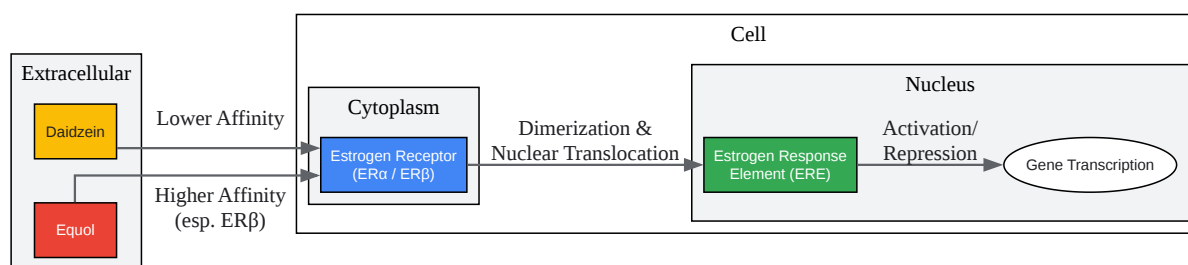 Cell
Extracellular
Nucleus
Cytoplasm
Daidzein
Lower Affinity
Estrogen Receptor
(ERα / ERβ)
Dimerization &
Nuclear Translocation
Estrogen Response
Element (ERE)
Activation/
Repression
Gene Transcription
Higher Affinity
(esp. ERβ)
Equol